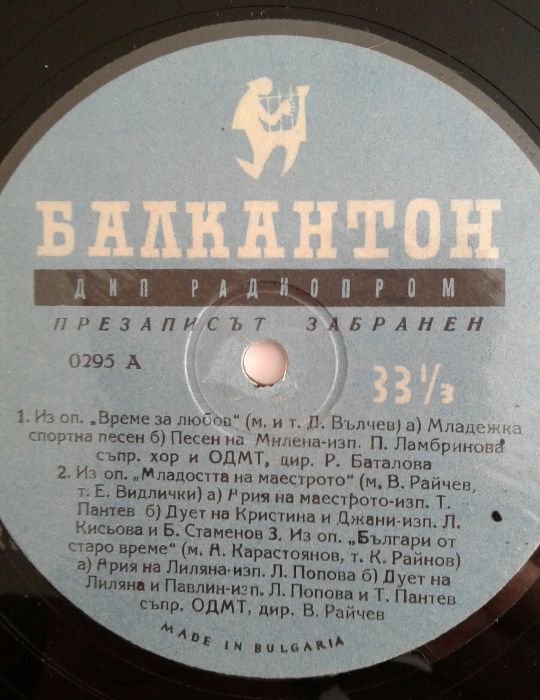 БАЛКАНТОН
ДИП РАДИОПРОМ
ПРЕЗАПИСЪТ ЗАБРАНЕН
0295 А
33 1/3
1. Из оп. „Време за любов“ (м. и т. Д. Вълчев) а) Младежка
спортна песен б) Песен на Милена-изп. П. Ламбринова
съпр. хор и ОДМТ, дир. Р. Баталова
2. Из оп. „Младостта на маестрото“ (м. В. Райчев,
т. Е. Видлички) а) Ария на маестрото-изп. Т.
Пантев б) Дует на Кристина и Джани-изп. Л.
Кисьова и Б. Стаменов 3. Из оп. „Българи от
старо време“ (м. А. Карастоянов, т. К. Райнов)
а) Ария на Лиляна-изп. Л. Попова б) Дует на
Лиляна и Павлин-изп. Л. Попова и Т. Пантев
съпр. ОДМТ, дир. В. Райчев
MADE IN BULGARIA